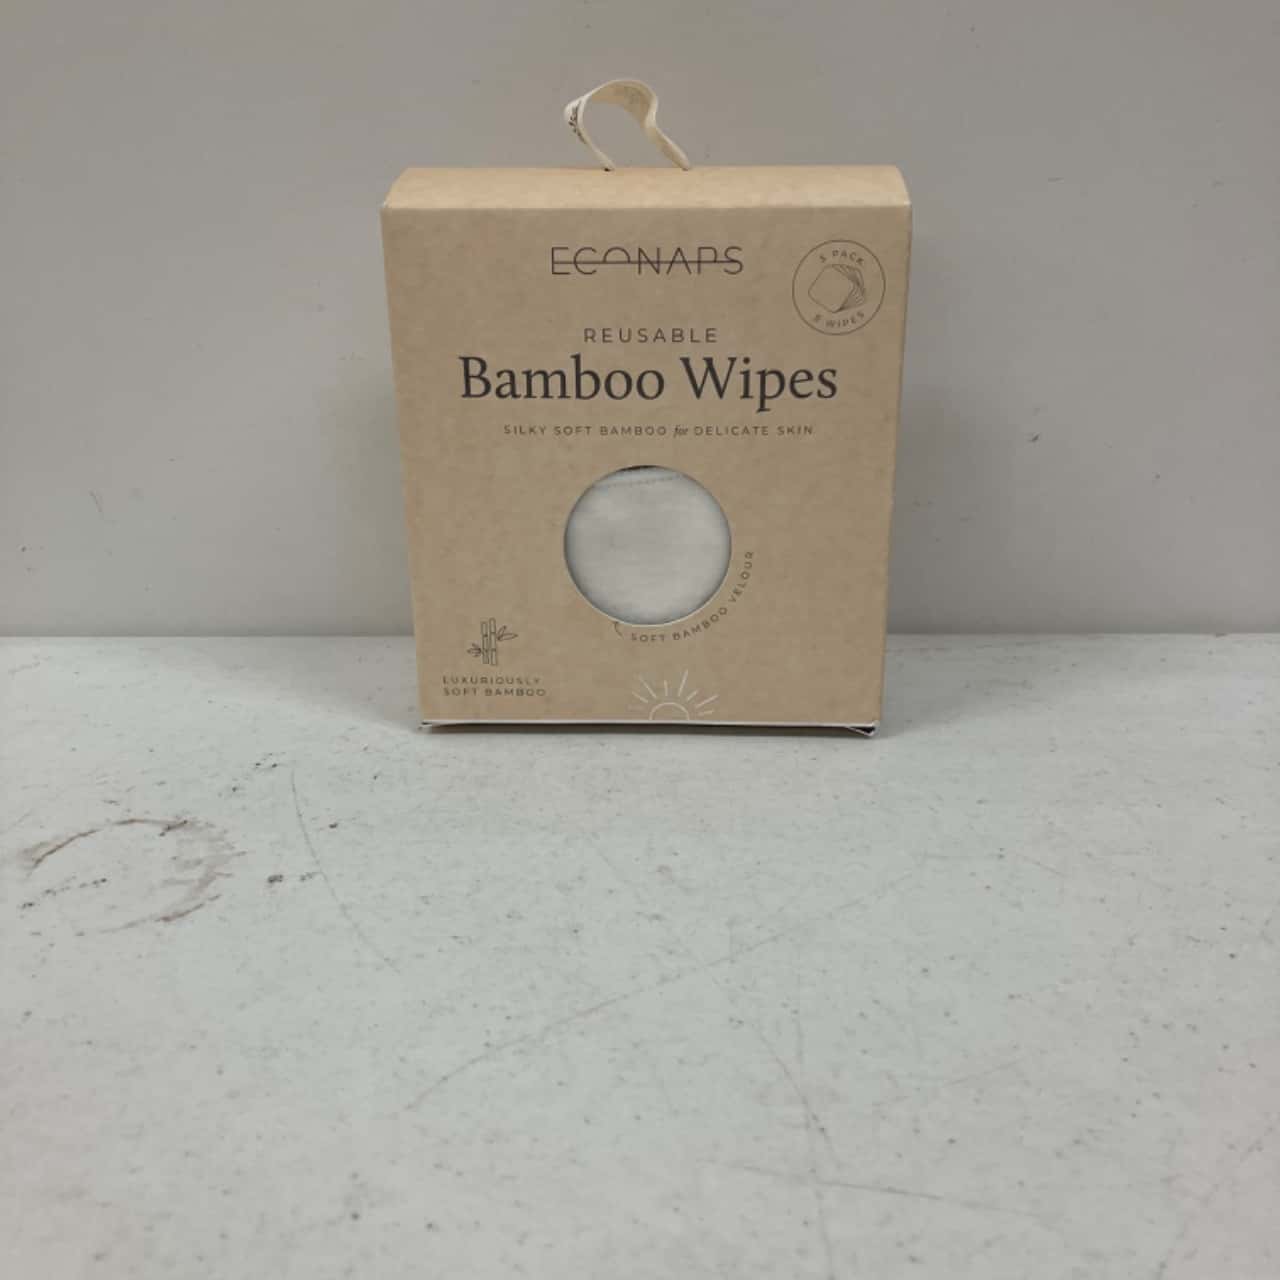 ECONAPS
5 PACK
5 WIPES
REUSABLE
Bamboo Wipes
SILKY SOFT BAMBOO for DELICATE SKIN
SOFT BAMBOO VELOUR
LUXURIOUSLY
SOFT BAMBOO